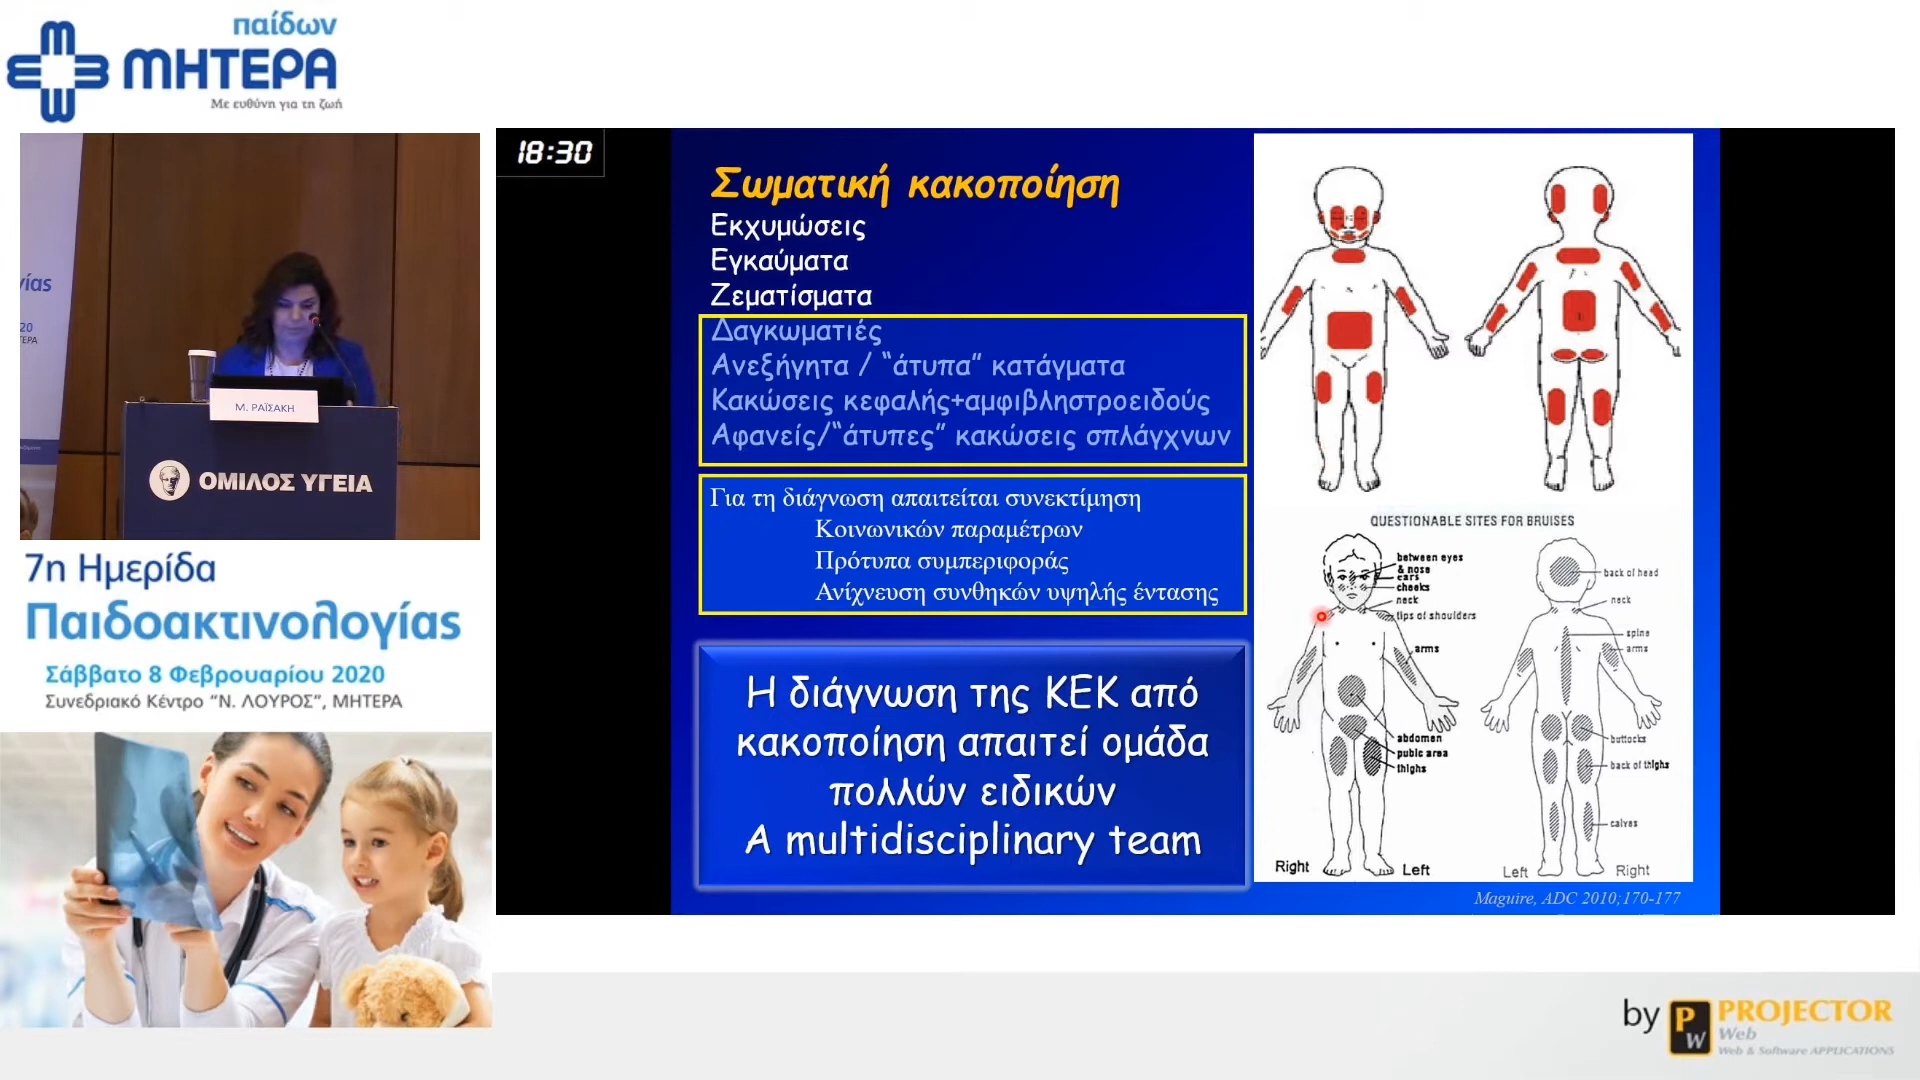 παίδων
ΜΗΤΕΡΑ
Με ευθύνη για τη ζωή
Μ. ΡΑΪΣΑΚΗ
ΟΜΙΛΟΣ ΥΓΕΙΑ
7η Ημερίδα
Παιδοακτινολογίας
Σάββατο 8 Φεβρουαρίου 2020
Συνεδριακό Κέντρο “Ν. ΛΟΥΡΟΣ”, ΜΗΤΕΡΑ
18:30
Σωματική κακοποίηση
Εκχυμώσεις
Εγκαύματα
Ζεματίσματα
Δαγκωματιές
Ανεξήγητα / “άτυπα” κατάγματα
Κακώσεις κεφαλής+αμφιβληστροειδούς
Αφανείς/“άτυπες” κακώσεις σπλάγχνων
Για τη διάγνωση απαιτείται συνεκτίμηση
Κοινωνικών παραμέτρων
Πρότυπα συμπεριφοράς
Ανίχνευση συνθηκών υψηλής έντασης
Η διάγνωση της ΚΕΚ από
κακοποίηση απαιτεί ομάδα
πολλών ειδικών
A multidisciplinary team
QUESTIONABLE SITES FOR BRUISES
between eyes
& nose
ears
cheeks
neck
tips of shoulders
arms
abdomen
pubic area
thighs
Right
Left
back of head
neck
spine
arms
buttocks
back of thighs
calves
Left
Right
Maguire, ADC 2010;170-177
by PW PROJECTOR
Web
Web & Software APPLICATIONS